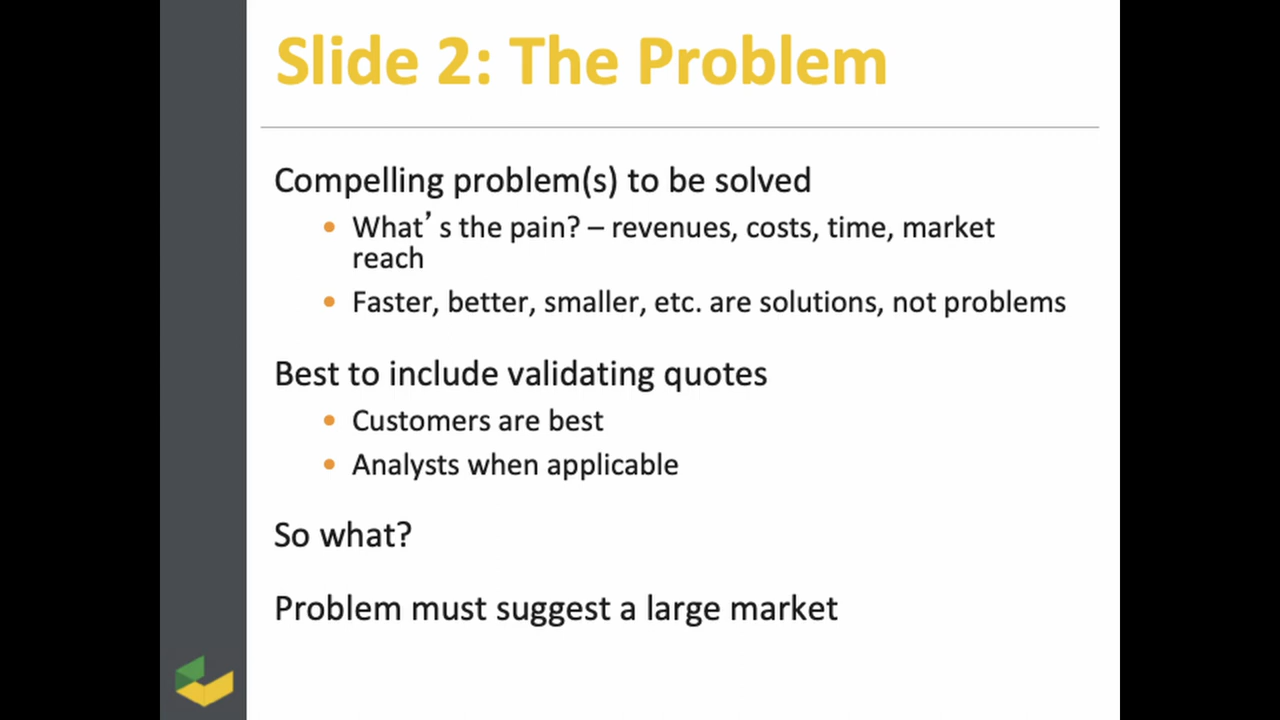 Slide 2: The Problem
Compelling problem(s) to be solved
• What’s the pain? – revenues, costs, time, market
reach
• Faster, better, smaller, etc. are solutions, not problems
Best to include validating quotes
• Customers are best
• Analysts when applicable
So what?
Problem must suggest a large market